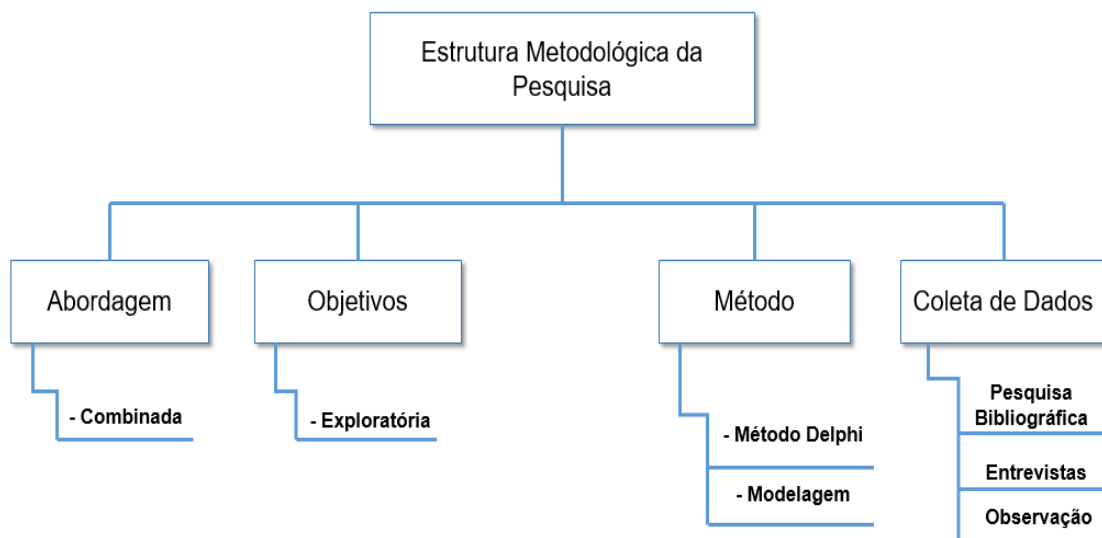 Estrutura Metodológica da
Pesquisa
Abordagem
Objetivos
Método
Coleta de Dados
- Combinada
- Exploratória
- Método Delphi
- Modelagem
Pesquisa
Bibliográfica
Entrevistas
Observação